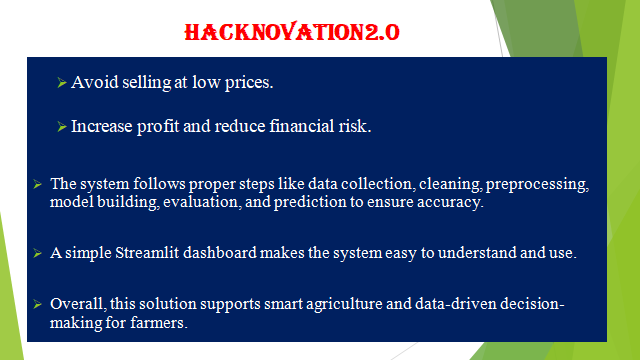 HACKNOVATION2.0
Avoid selling at low prices.
Increase profit and reduce financial risk.
The system follows proper steps like data collection, cleaning, preprocessing,
model building, evaluation, and prediction to ensure accuracy.
A simple Streamlit dashboard makes the system easy to understand and use.
Overall, this solution supports smart agriculture and data-driven decision-
making for farmers.